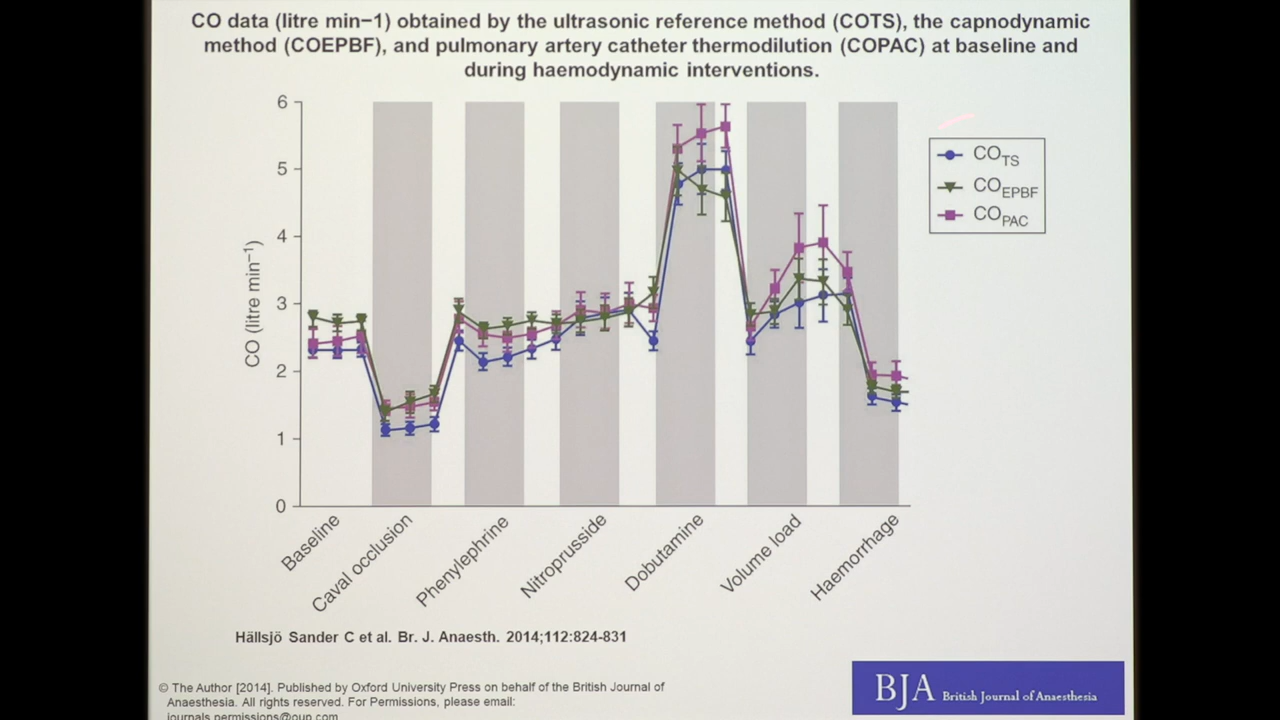 CO data (litre min−1) obtained by the ultrasonic reference method (COTS), the capnodynamic
method (COEPBF), and pulmonary artery catheter thermodilution (COPAC) at baseline and
during haemodynamic interventions.
6
5
4
3
2
1
0
CO (litre min−1)
COTS
COEPBF
COPAC
Baseline
Caval occlusion
Phenylephrine
Nitroprusside
Dobutamine
Volume load
Haemorrhage
Hällsjö Sander C et al. Br. J. Anaesth. 2014;112:824-831
© The Author [2014]. Published by Oxford University Press on behalf of the British Journal of
Anaesthesia. All rights reserved. For Permissions, please email:
journals.permissions@oup.com
BJA British Journal of Anaesthesia